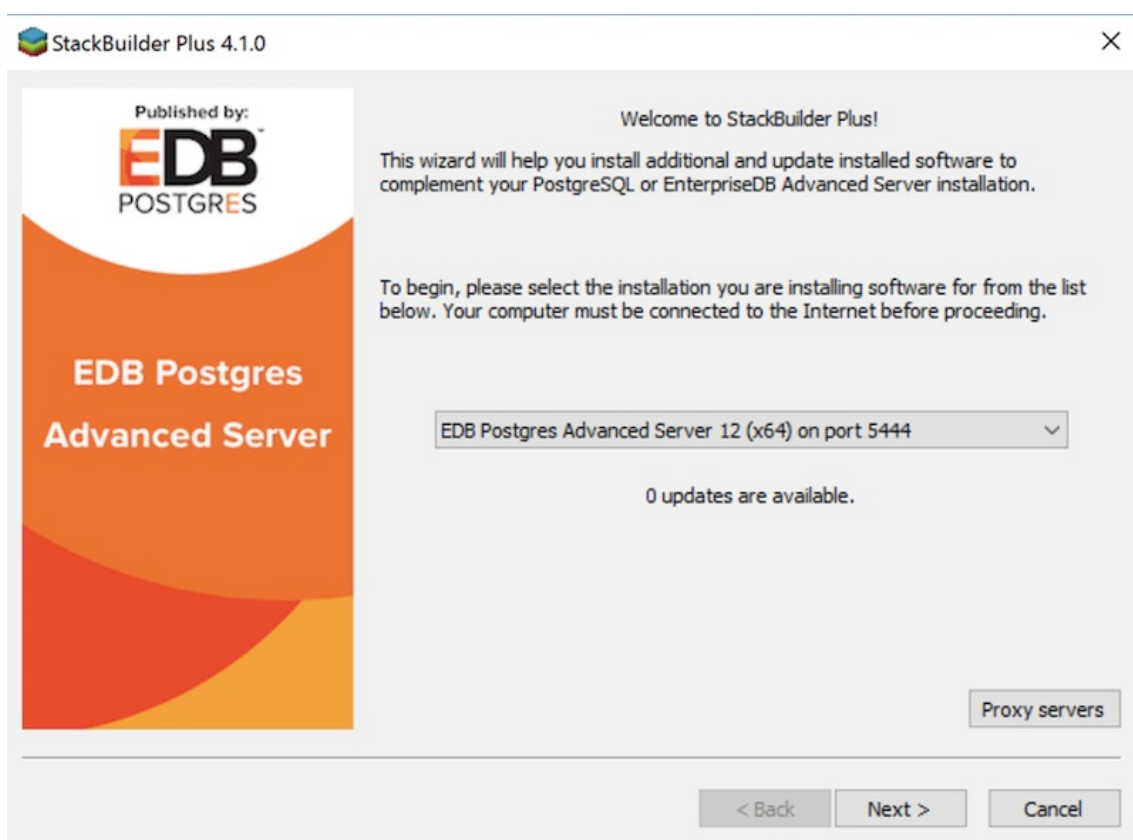 StackBuilder Plus 4.1.0
Published by:
EDB™
POSTGRES
EDB Postgres
Advanced Server
Welcome to StackBuilder Plus!
This wizard will help you install additional and update installed software to
complement your PostgreSQL or EnterpriseDB Advanced Server installation.
To begin, please select the installation you are installing software for from the list
below. Your computer must be connected to the Internet before proceeding.
EDB Postgres Advanced Server 12 (x64) on port 5444
0 updates are available.
Proxy servers
< Back
Next >
Cancel